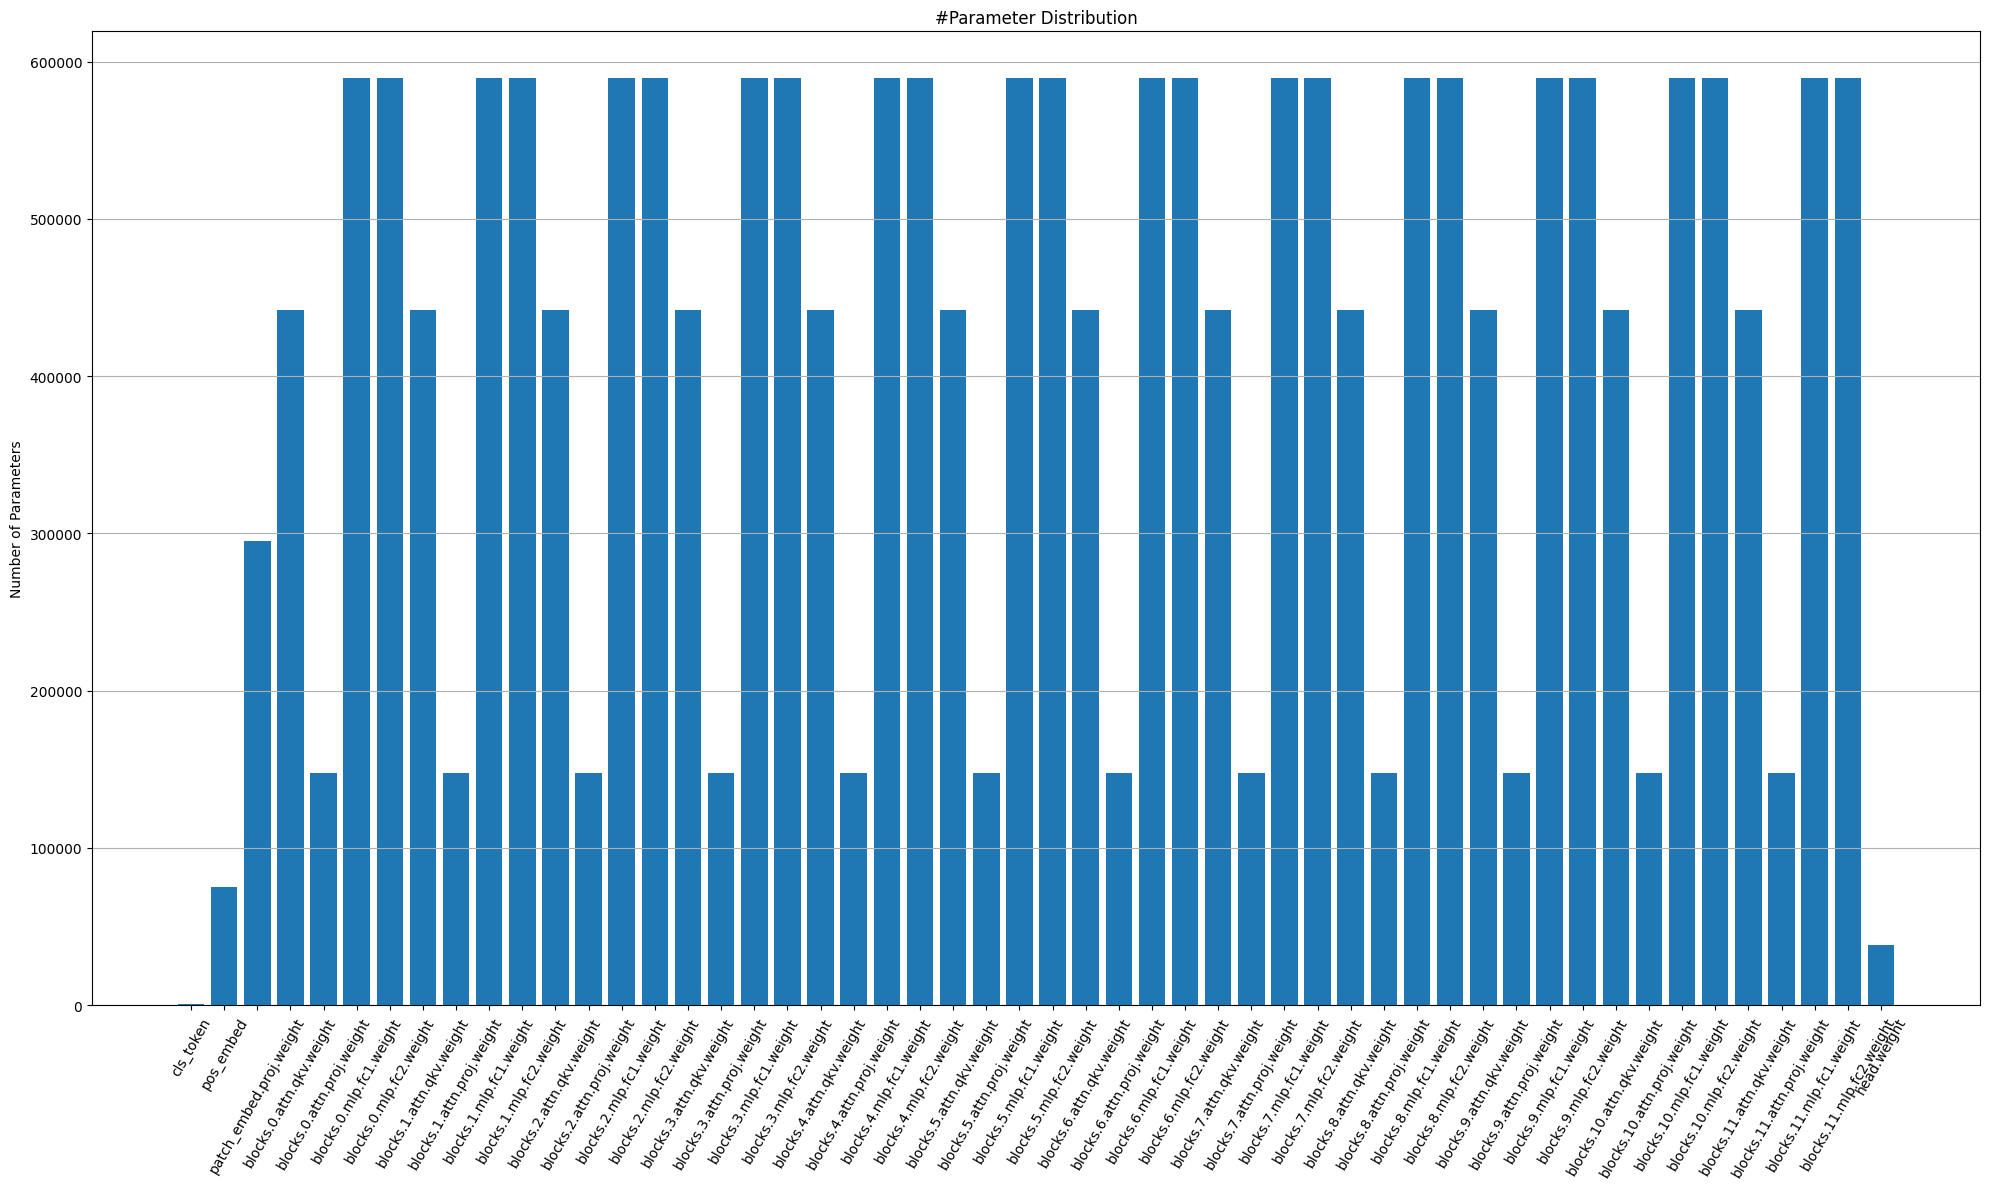 #Parameter Distribution
Number of Parameters
600000
500000
400000
300000
200000
100000
0
cls_token
pos_embed
patch_embed.proj.weight
blocks.0.attn.qkv.weight
blocks.0.attn.proj.weight
blocks.0.mlp.fc1.weight
blocks.0.mlp.fc2.weight
blocks.1.attn.qkv.weight
blocks.1.attn.proj.weight
blocks.1.mlp.fc1.weight
blocks.1.mlp.fc2.weight
blocks.2.attn.qkv.weight
blocks.2.attn.proj.weight
blocks.2.mlp.fc1.weight
blocks.2.mlp.fc2.weight
blocks.3.attn.qkv.weight
blocks.3.attn.proj.weight
blocks.3.mlp.fc1.weight
blocks.3.mlp.fc2.weight
blocks.4.attn.qkv.weight
blocks.4.attn.proj.weight
blocks.4.mlp.fc1.weight
blocks.4.mlp.fc2.weight
blocks.5.attn.qkv.weight
blocks.5.attn.proj.weight
blocks.5.mlp.fc1.weight
blocks.5.mlp.fc2.weight
blocks.6.attn.qkv.weight
blocks.6.attn.proj.weight
blocks.6.mlp.fc1.weight
blocks.6.mlp.fc2.weight
blocks.7.attn.qkv.weight
blocks.7.attn.proj.weight
blocks.7.mlp.fc1.weight
blocks.7.mlp.fc2.weight
blocks.8.attn.qkv.weight
blocks.8.attn.proj.weight
blocks.8.mlp.fc1.weight
blocks.8.mlp.fc2.weight
blocks.9.attn.qkv.weight
blocks.9.attn.proj.weight
blocks.9.mlp.fc1.weight
blocks.9.mlp.fc2.weight
blocks.10.attn.qkv.weight
blocks.10.attn.proj.weight
blocks.10.mlp.fc1.weight
blocks.10.mlp.fc2.weight
blocks.11.attn.qkv.weight
blocks.11.attn.proj.weight
blocks.11.mlp.fc1.weight
blocks.11.mlp.fc2.weight
head.weight